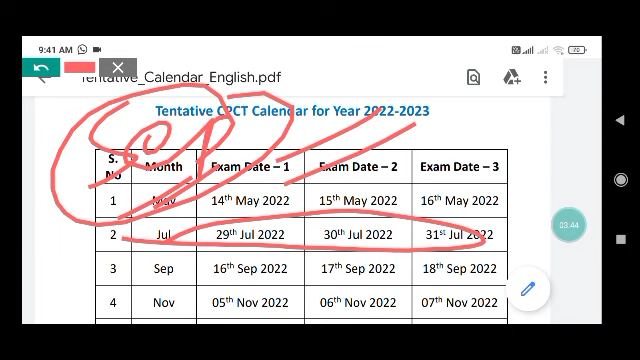 9:41 AM
70
Tentative_Calendar_English.pdf
Tentative CPCT Calendar for Year 2022-2023
S. No Month Exam Date – 1 Exam Date – 2 Exam Date – 3
1 May 14th May 2022 15th May 2022 16th May 2022
2 Jul 29th Jul 2022 30th Jul 2022 31st Jul 2022
3 Sep 16th Sep 2022 17th Sep 2022 18th Sep 2022
4 Nov 05th Nov 2022 06th Nov 2022 07th Nov 2022
03:44